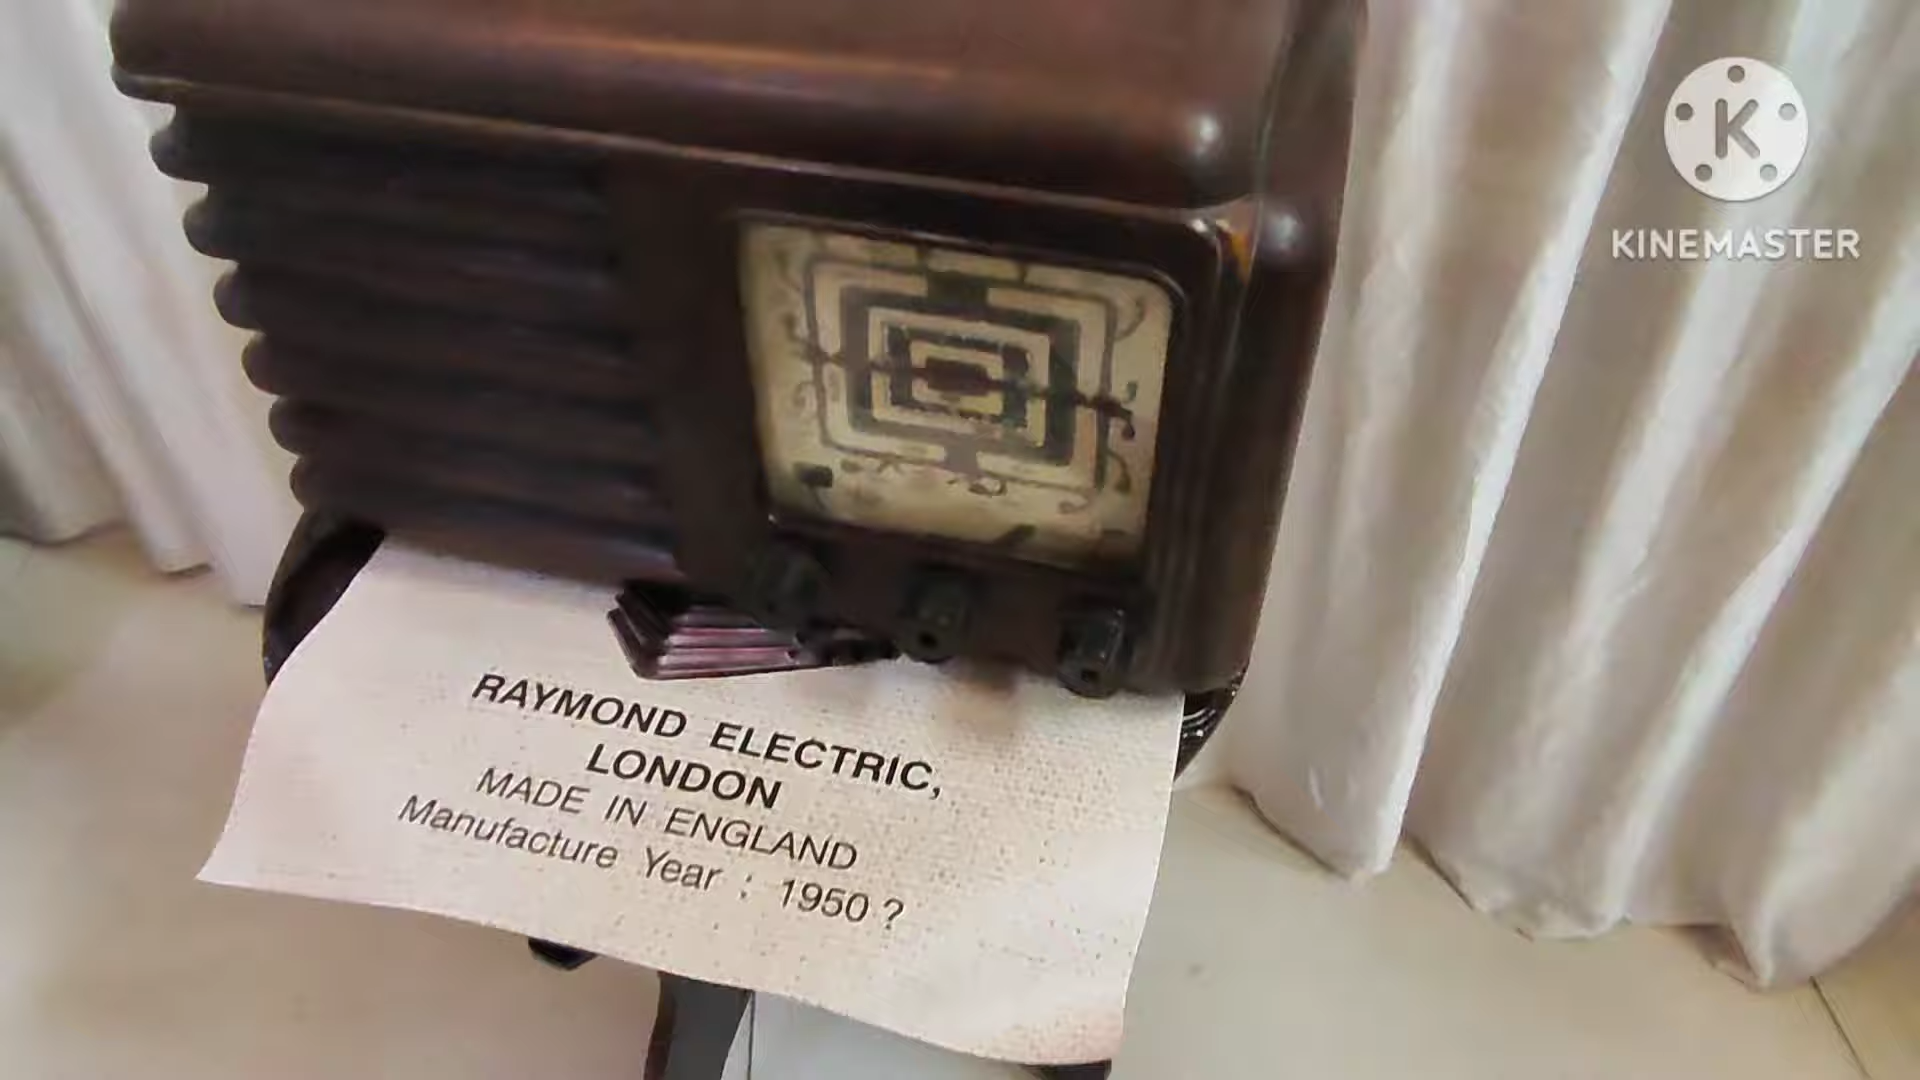 K
KINEMASTER
RAYMOND ELECTRIC,
LONDON
MADE IN ENGLAND
Manufacture Year : 1950 ?